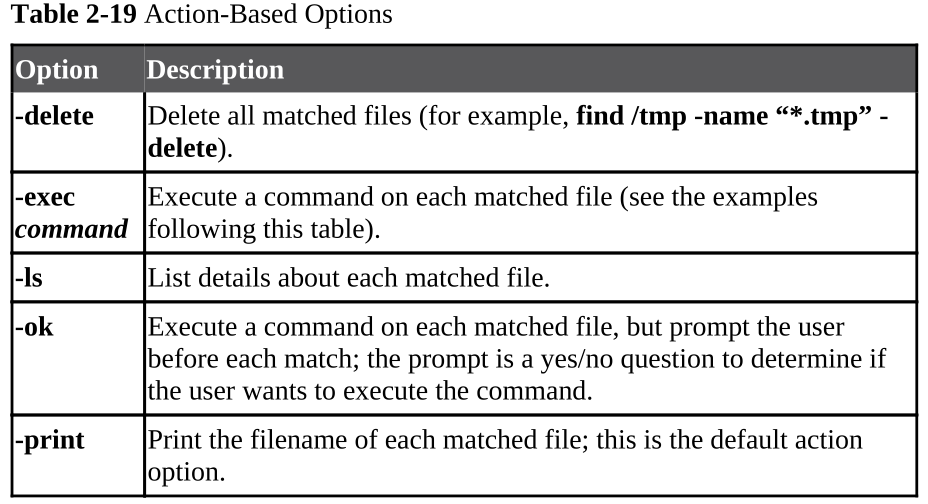 Table 2-19 Action-Based Options
Option Description
-delete Delete all matched files (for example, find /tmp -name “*.tmp” -
delete).
-exec Execute a command on each matched file (see the examples
command following this table).
-ls List details about each matched file.
-ok Execute a command on each matched file, but prompt the user
before each match; the prompt is a yes/no question to determine if
the user wants to execute the command.
-print Print the filename of each matched file; this is the default action
option.